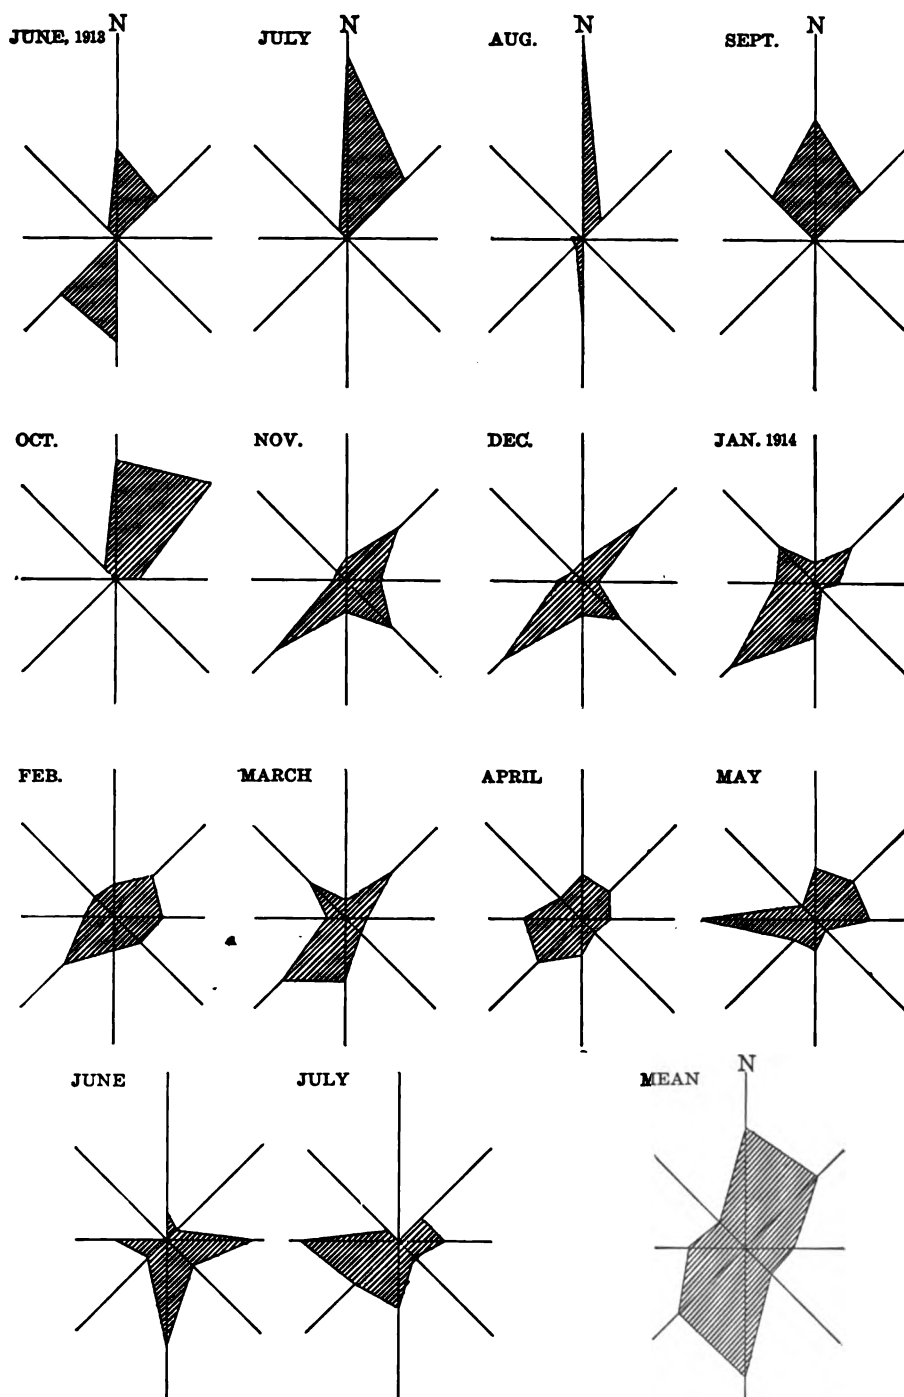 N N N
JUNE, 1913 JULY AUG. SEPT.
OCT. NOV. DEC. JAN. 1914
FEB. MARCH APRIL MAY
JUNE JULY MEAN N